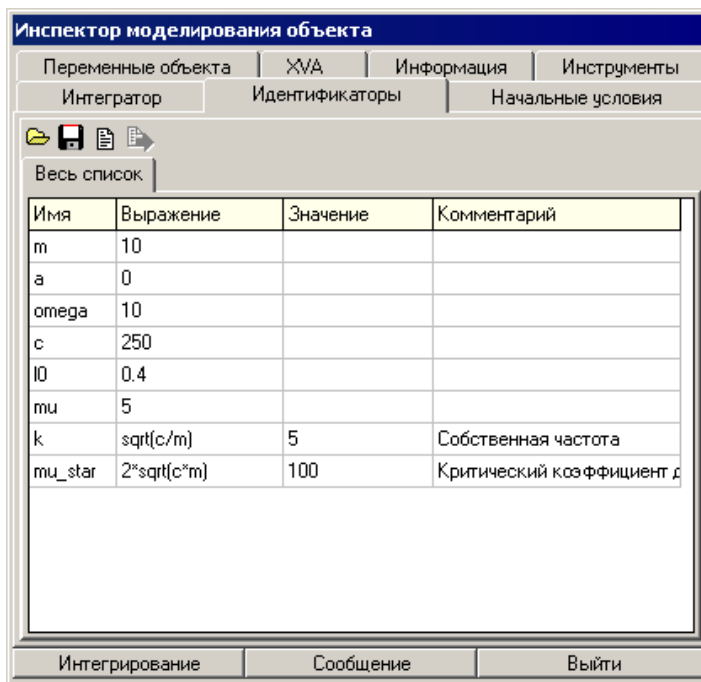 Инспектор моделирования объекта
Переменные объекта XVA Информация Инструменты
Интегратор Идентификаторы Начальные условия
Весь список
Имя Выражение Значение Комментарий
m 10
a 0
omega 10
c 250
l0 0.4
mu 5
k sqrt(c/m) 5 Собственная частота
mu_star 2*sqrt(c*m) 100 Критический коэффициент
Интегрирование Сообщение Выйти